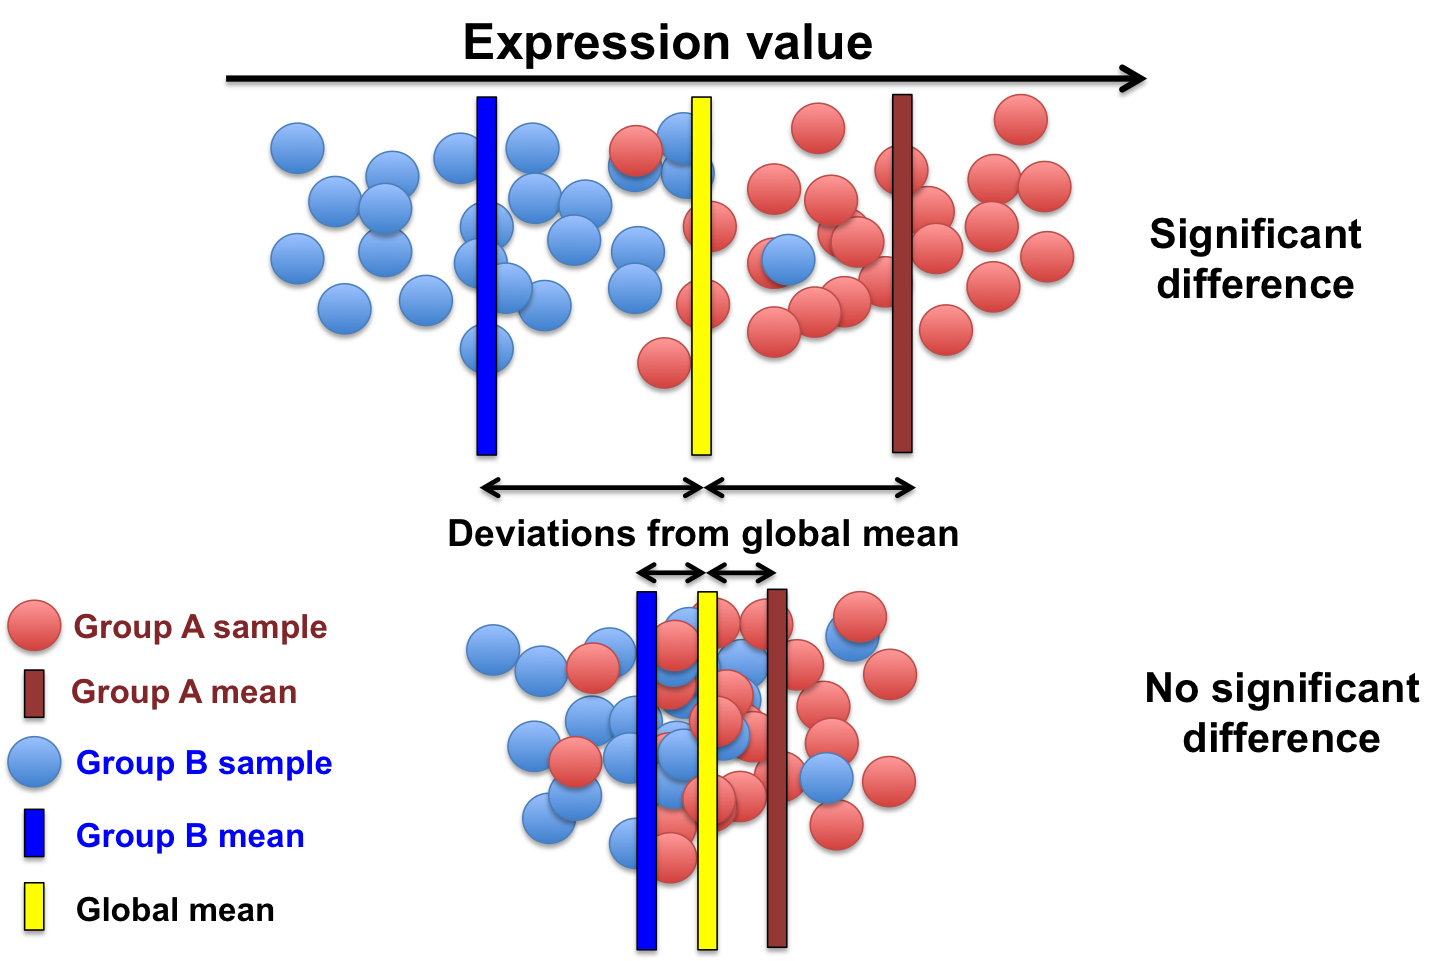 Expression value
Significant
difference
Deviations from global mean
Group A sample
Group A mean
Group B sample
Group B mean
Global mean
No significant
difference